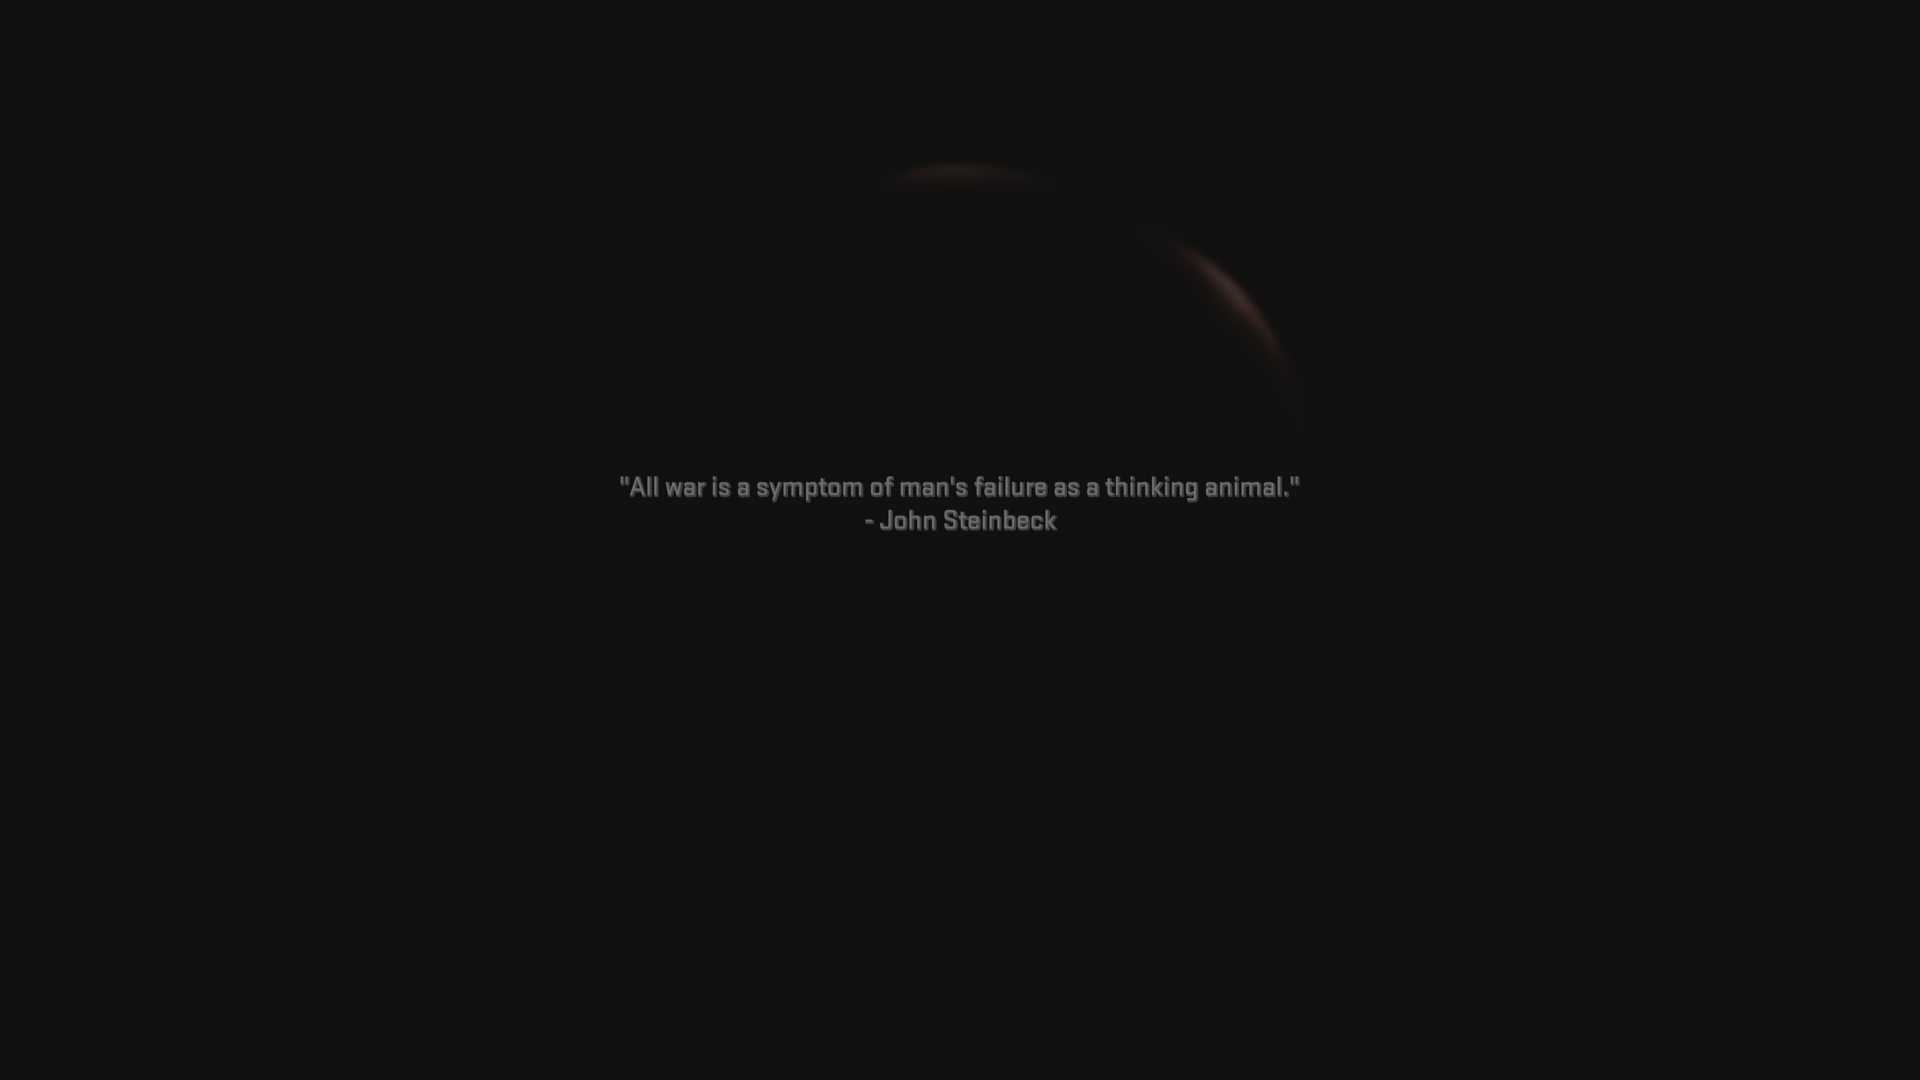 "All war is a symptom of man's failure as a thinking animal."
- John Steinbeck